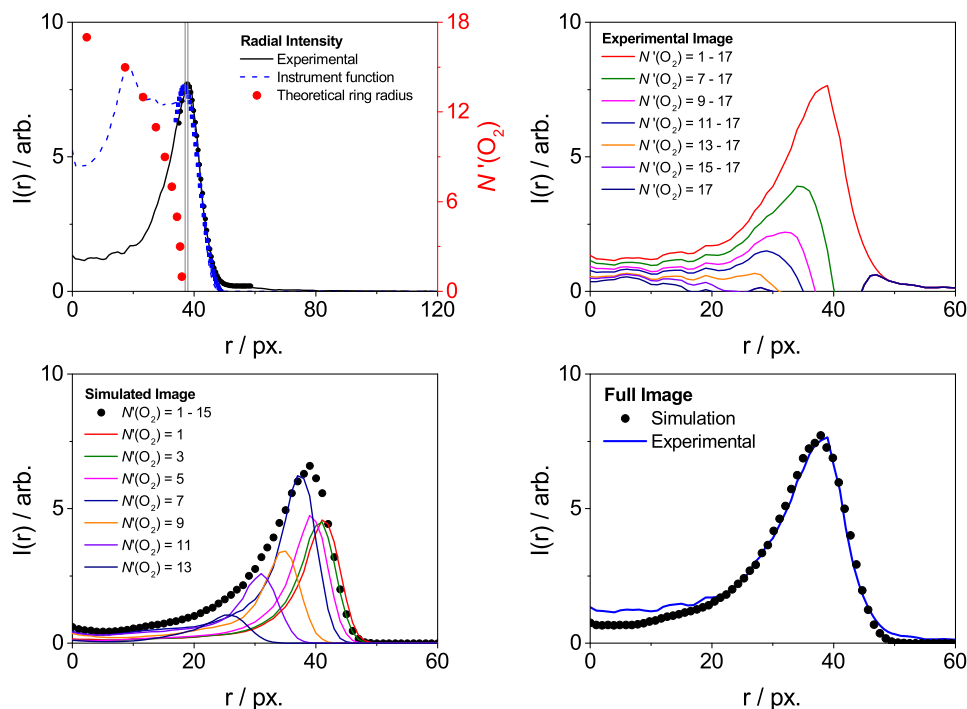 Radial Intensity
Experimental
Instrument function
Theoretical ring radius
I(r) / arb.
10
5
0
18
15
12
9
6
3
0
N'(O2)
0 40 80 120
r / px.
Experimental Image
N'(O2) = 1 - 17
N'(O2) = 7 - 17
N'(O2) = 9 - 17
N'(O2) = 11 - 17
N'(O2) = 13 - 17
N'(O2) = 15 - 17
N'(O2) = 17
I(r) / arb.
10
5
0
0 20 40 60
r / px.
Simulated Image
N'(O2) = 1 - 15
N'(O2) = 1
N'(O2) = 3
N'(O2) = 5
N'(O2) = 7
N'(O2) = 9
N'(O2) = 11
N'(O2) = 13
I(r) / arb.
10
5
0
0 20 40 60
r / px.
Full Image
Simulation
Experimental
I(r) / arb.
10
5
0
0 20 40 60
r / px.